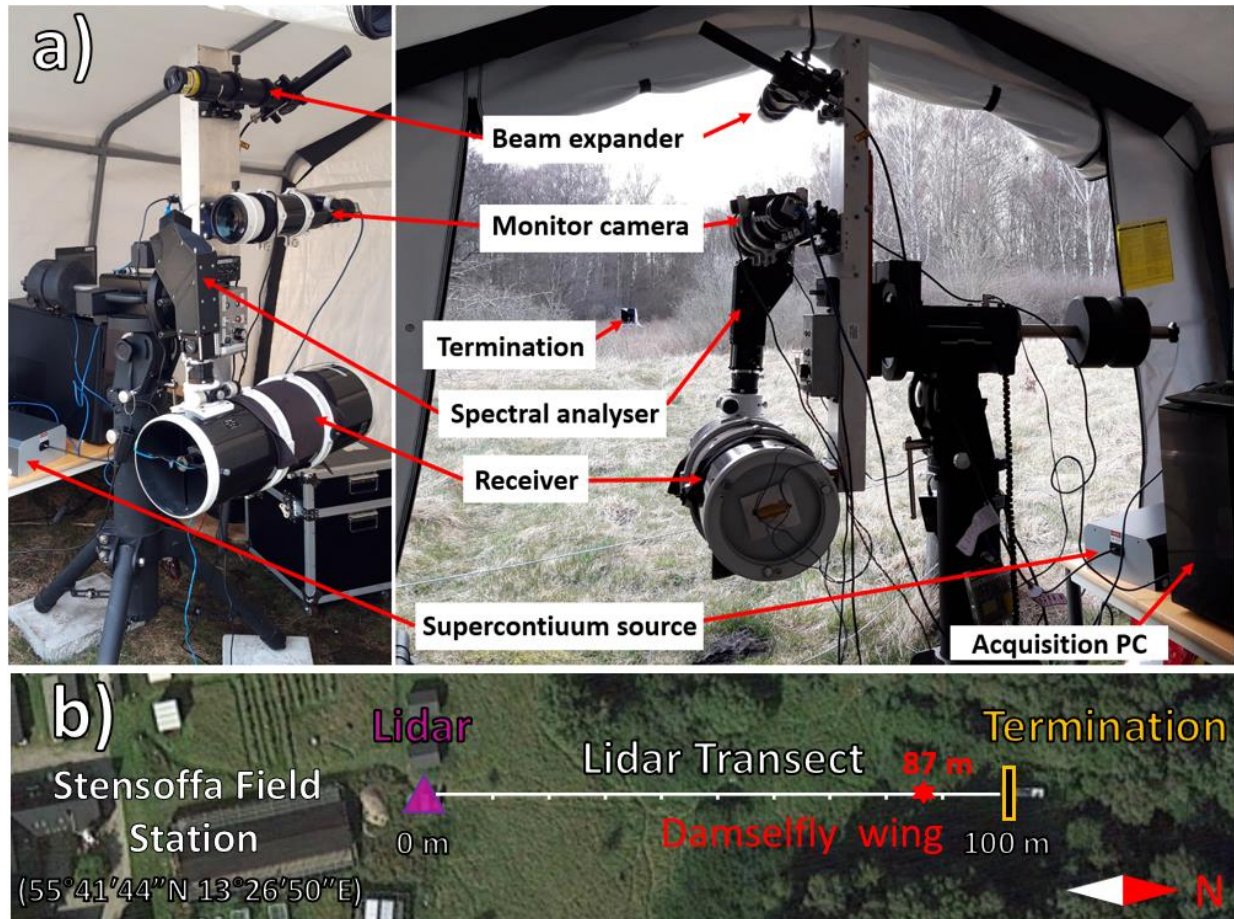 a)
Beam expander
Monitor camera
Termination
Spectral analyser
Receiver
Supercontiuum source
Acquisition PC
b)
Lidar
Termination
Lidar Transect
87 m
Stensoffa Field
Station
Damselfly wing
0 m
100 m
(55°41'44”N 13°26'50”E)
N